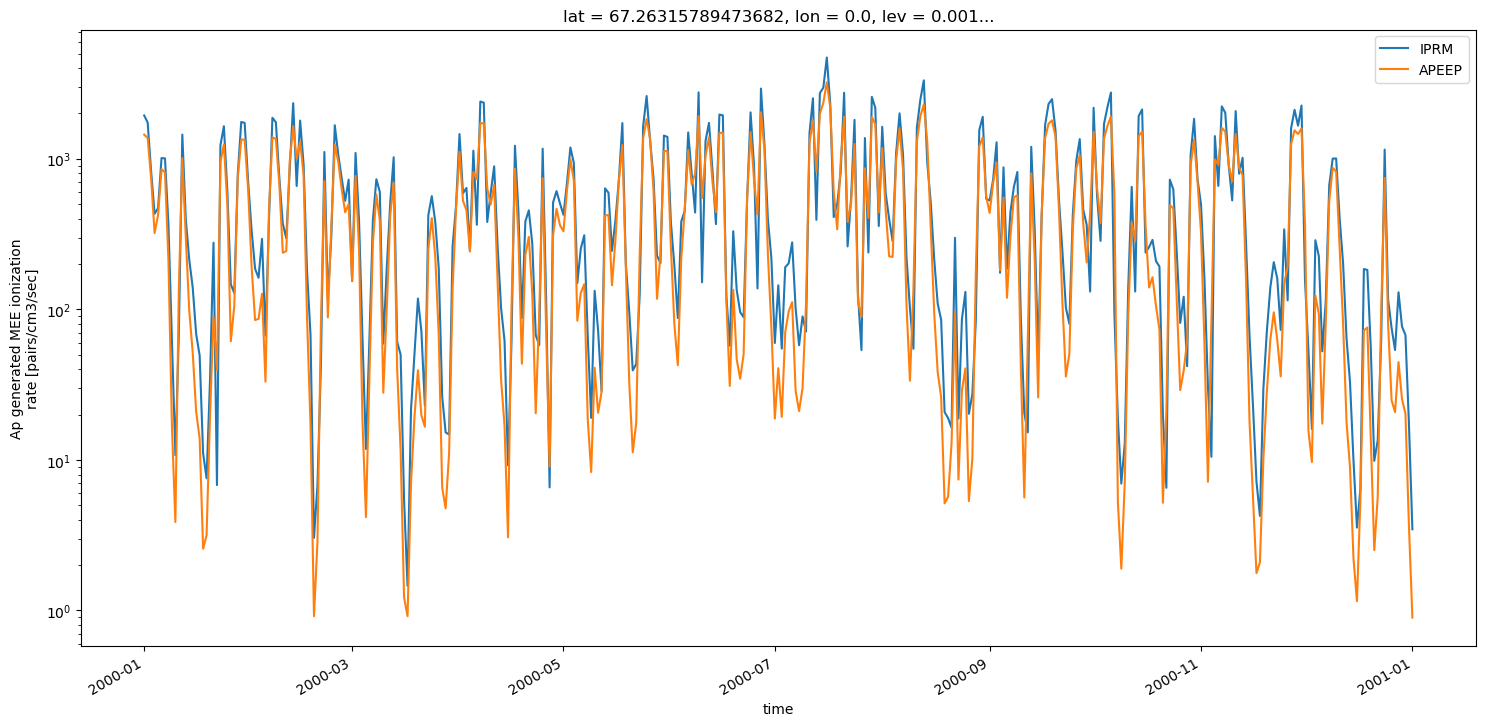 lat = 67.26315789473682, lon = 0.0, lev = 0.001...
IPRM
APEEP
Ap generated MEE ionization
rate [pairs/cm3/sec]
10³
10²
10¹
10⁰
2000-01
2000-03
2000-05
2000-07
2000-09
2000-11
2001-01
time